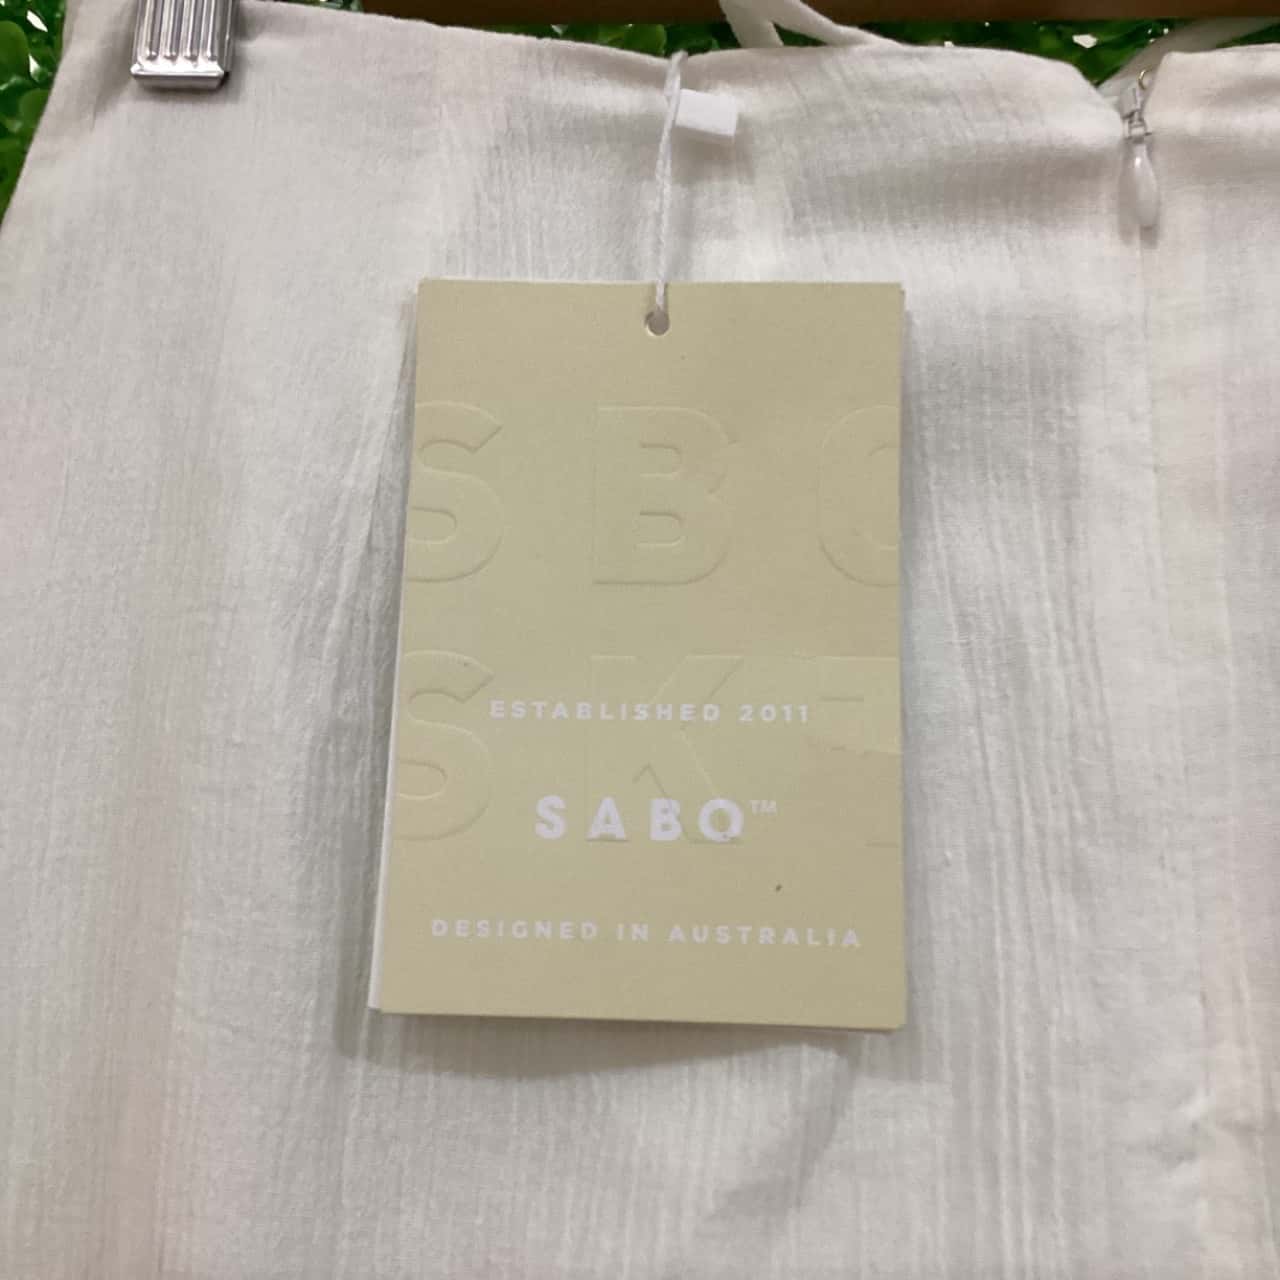 S B O
S K T
ESTABLISHED 2011
SABO™
DESIGNED IN AUSTRALIA